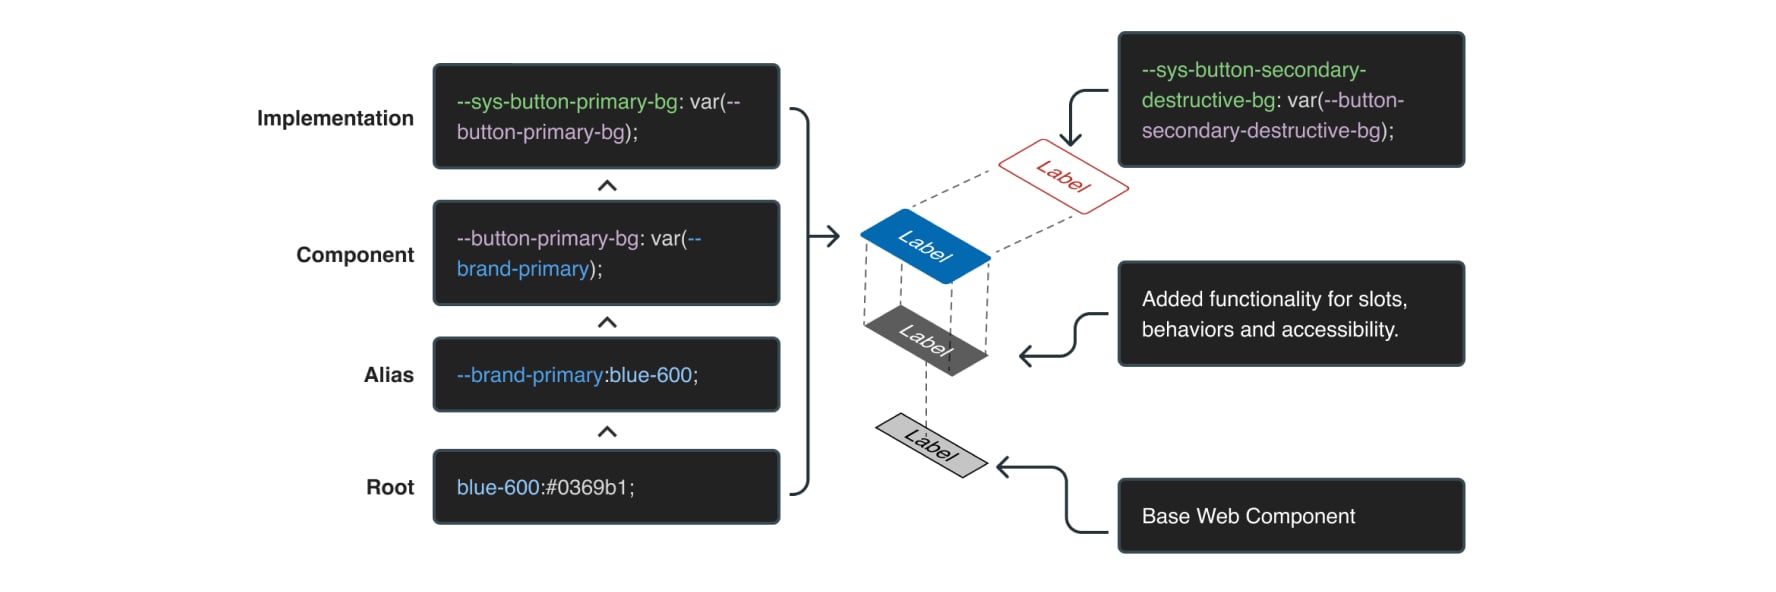 Implementation
--sys-button-primary-bg: var(--
button-primary-bg);
Component
--button-primary-bg: var(--
brand-primary);
Alias
--brand-primary:blue-600;
Root
blue-600:#0369b1;
Label
Label
Label
Label
--sys-button-secondary-
destructive-bg: var(--button-
secondary-destructive-bg);
Added functionality for slots,
behaviors and accessibility.
Base Web Component